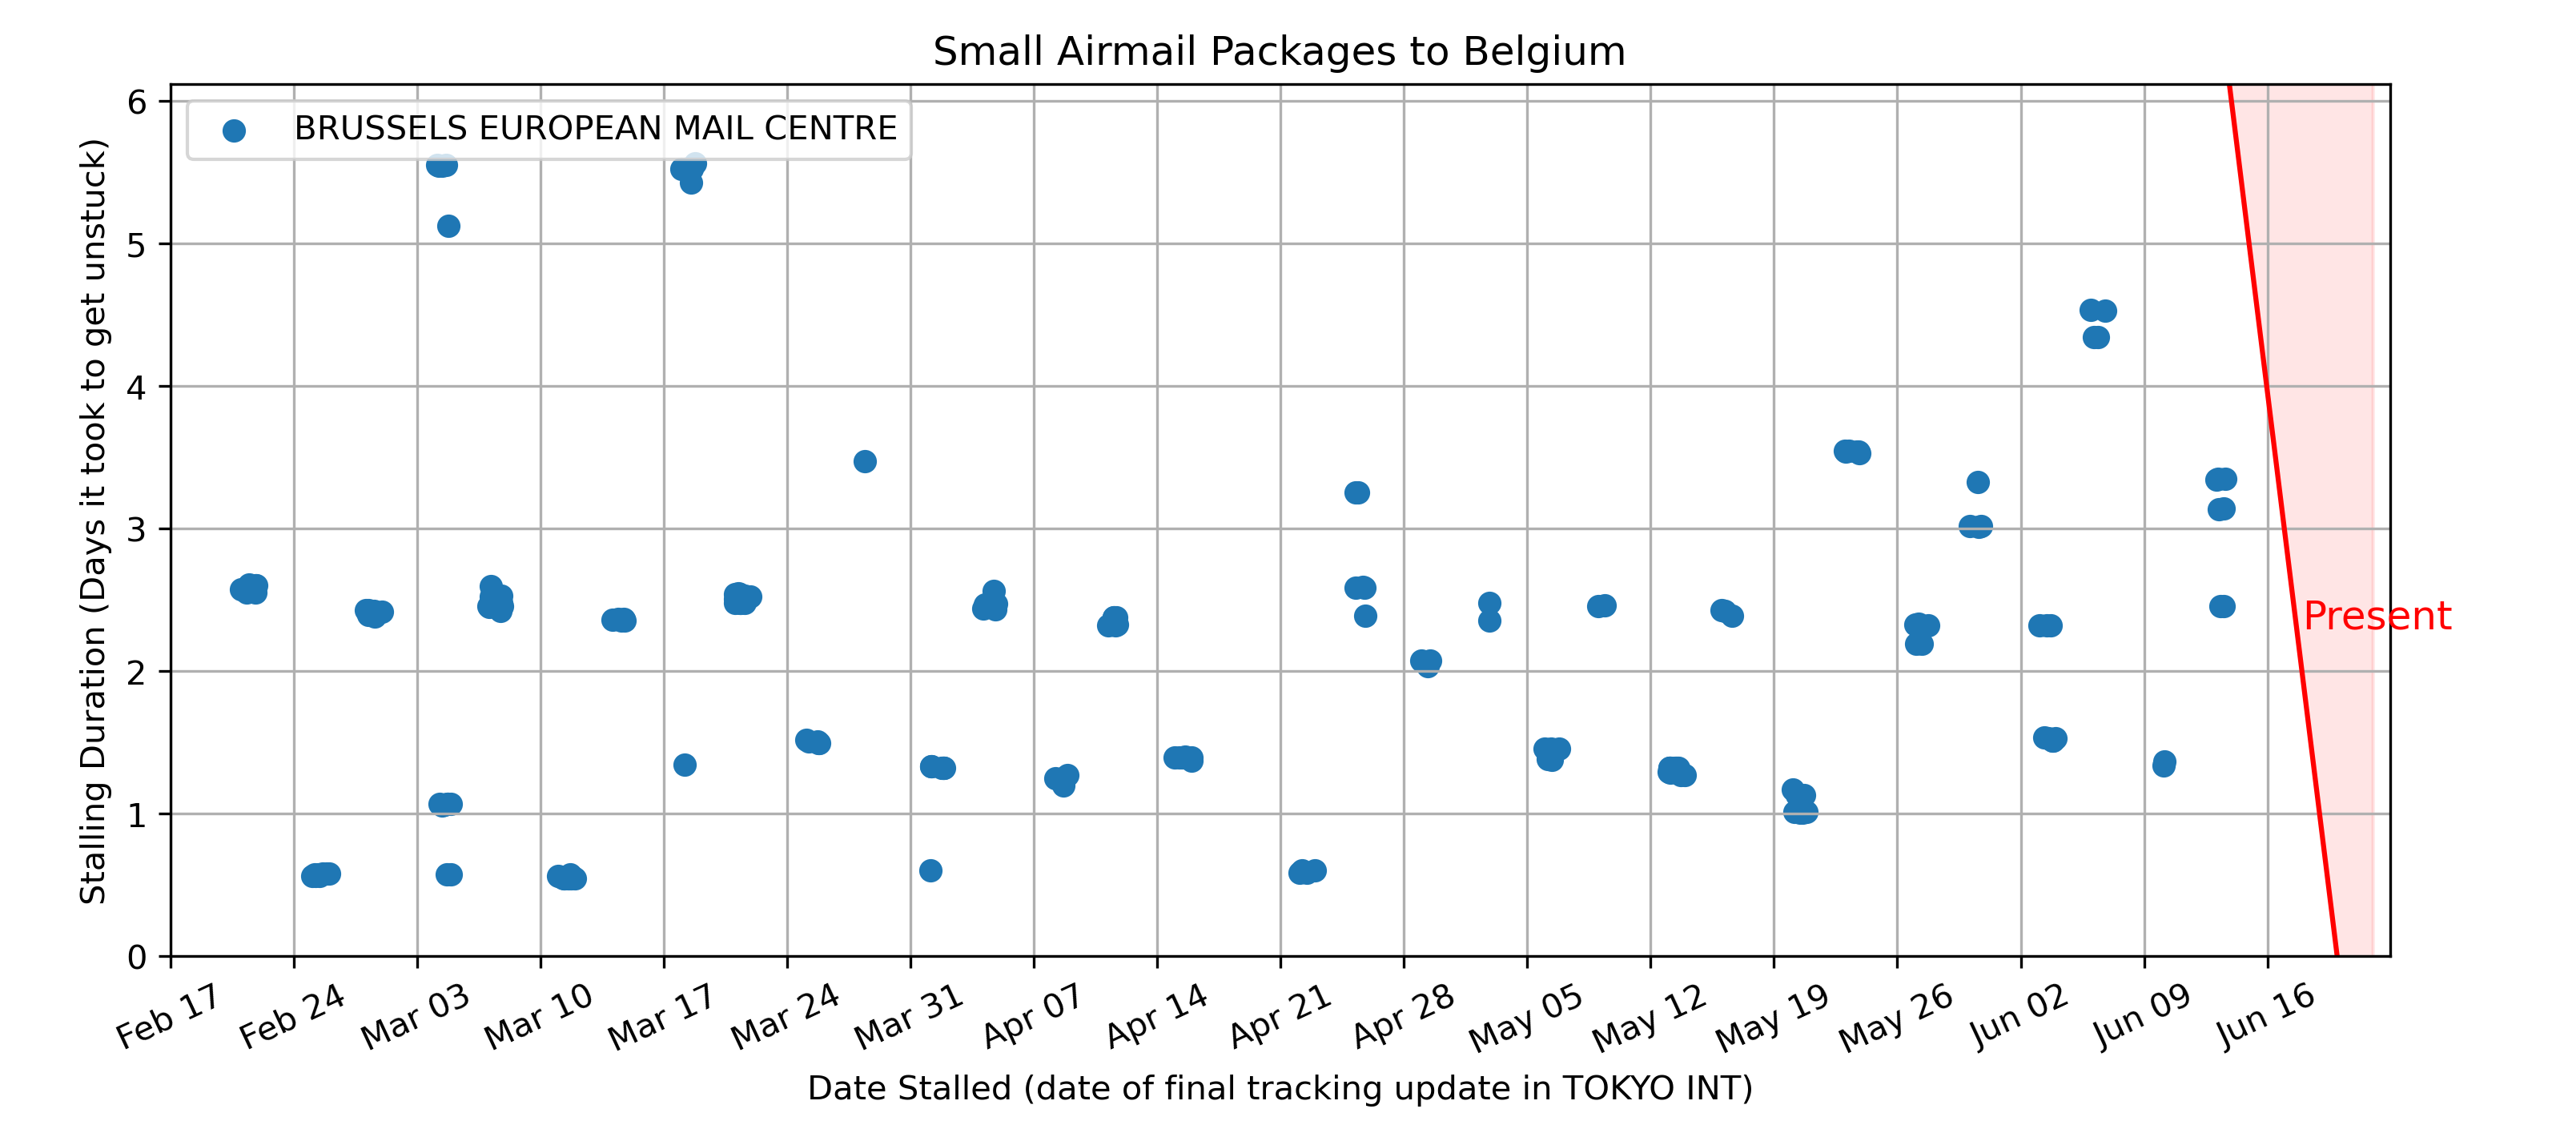 Small Airmail Packages to Belgium
BRUSSELS EUROPEAN MAIL CENTRE
Stalling Duration (Days it took to get unstuck)
6
5
4
3
2
1
0
Present
Feb 17
Feb 24
Mar 03
Mar 10
Mar 17
Mar 24
Mar 31
Apr 07
Apr 14
Apr 21
Apr 28
May 05
May 12
May 19
May 26
Jun 02
Jun 09
Jun 16
Date Stalled (date of final tracking update in TOKYO INT)